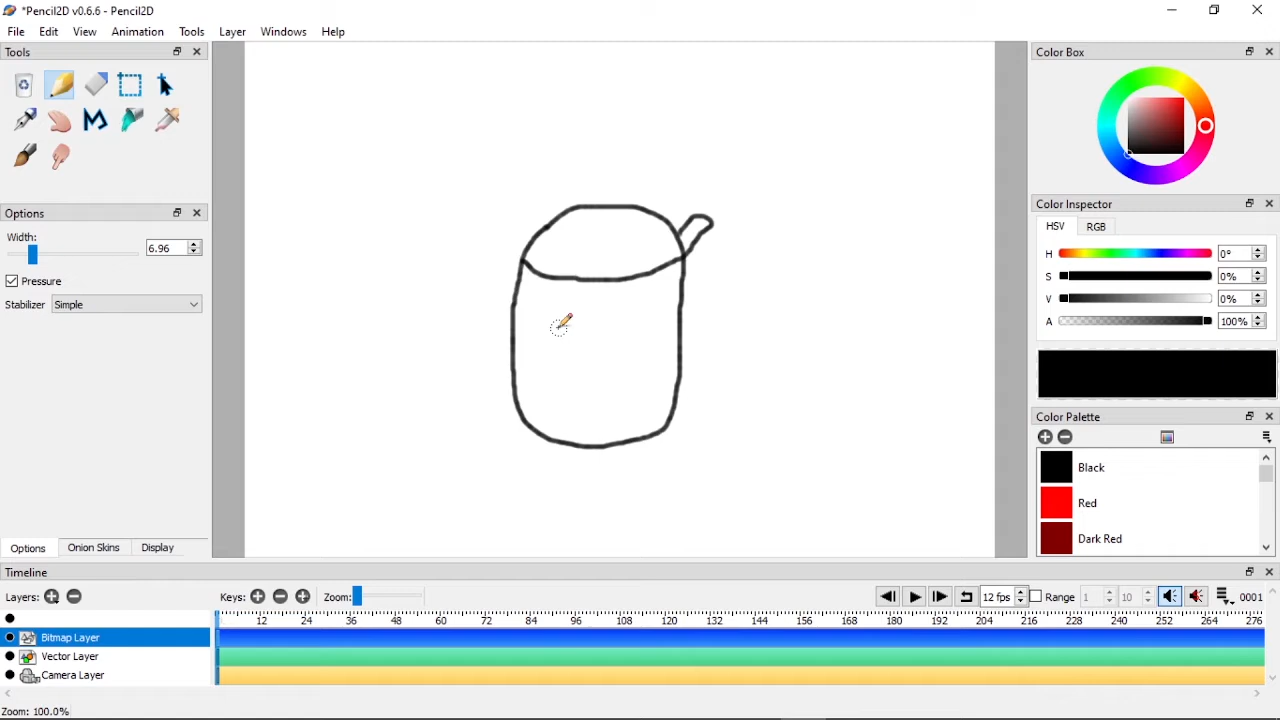 *Pencil2D v0.6.6 - Pencil2D
File Edit View Animation Tools Layer Windows Help
Tools
Options
Width:
6.96
Pressure
Stabilizer Simple
Options Onion Skins Display
Color Box
Color Inspector
HSV RGB
H 0°
S 0%
V 0%
A 100%
Color Palette
Black
Red
Dark Red
Timeline
Layers: Keys: Zoom: 12 fps Range 1 10 0001
12 24 36 48 60 72 84 96 108 120 132 144 156 168 180 192 204 216 228 240 252 264 276
Bitmap Layer
Vector Layer
Camera Layer
Zoom: 100.0%